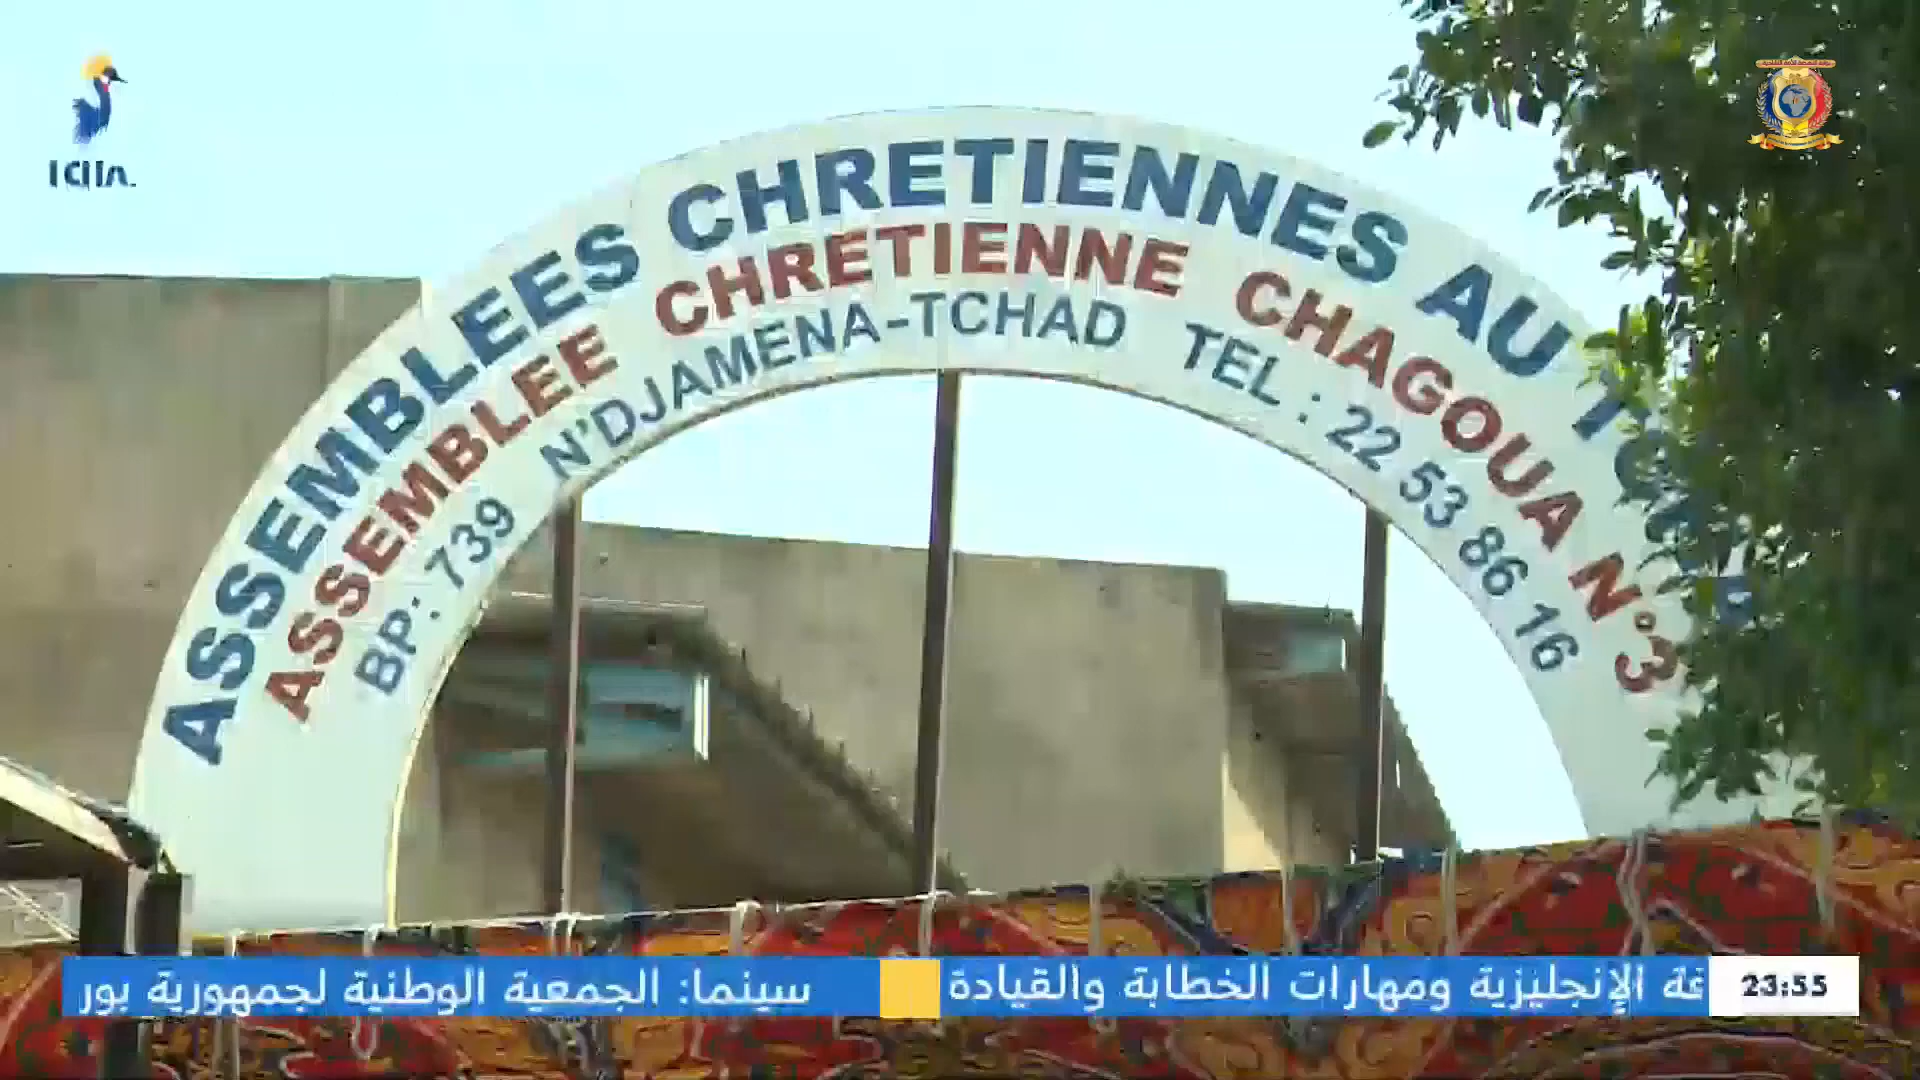 ASSEMBLEES CHRETIENNES AU TCHAD
ASSEMBLEE CHRETIENNE CHAGOUA N°3
BP: 739 N'DJAMENA-TCHAD TEL : 22 53 86 16
الإنجليزية ومهارات الخطابة والقيادة
سينما: الجمعية الوطنية لجمهورية بور
23:55